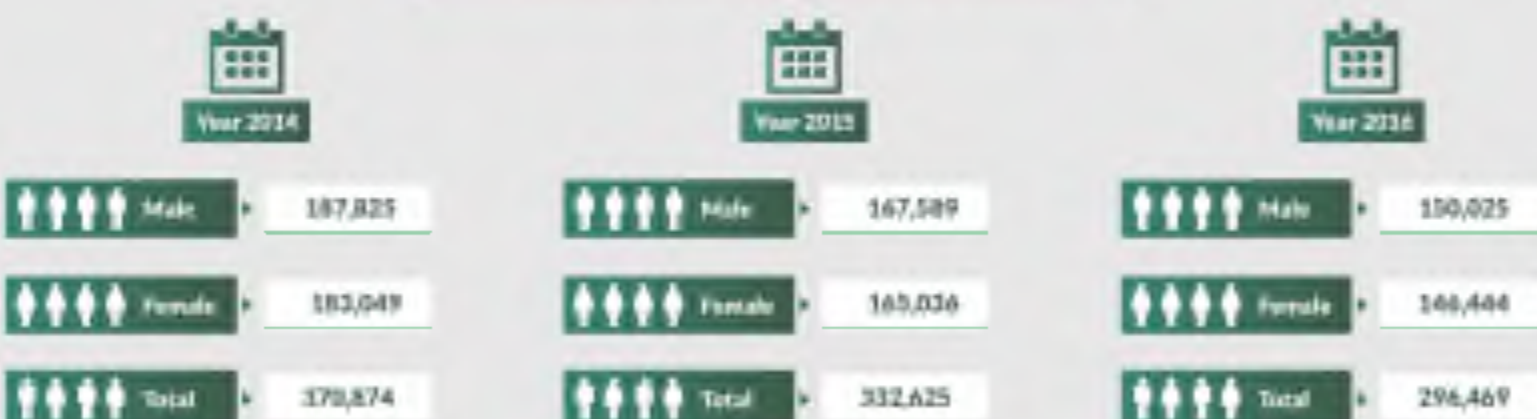 Year 2014 Year 2015 Year 2016
Male 187,825 Male 167,589 Male 150,025
Female 183,049 Female 165,036 Female 146,444
Total 370,874 Total 332,625 Total 296,469